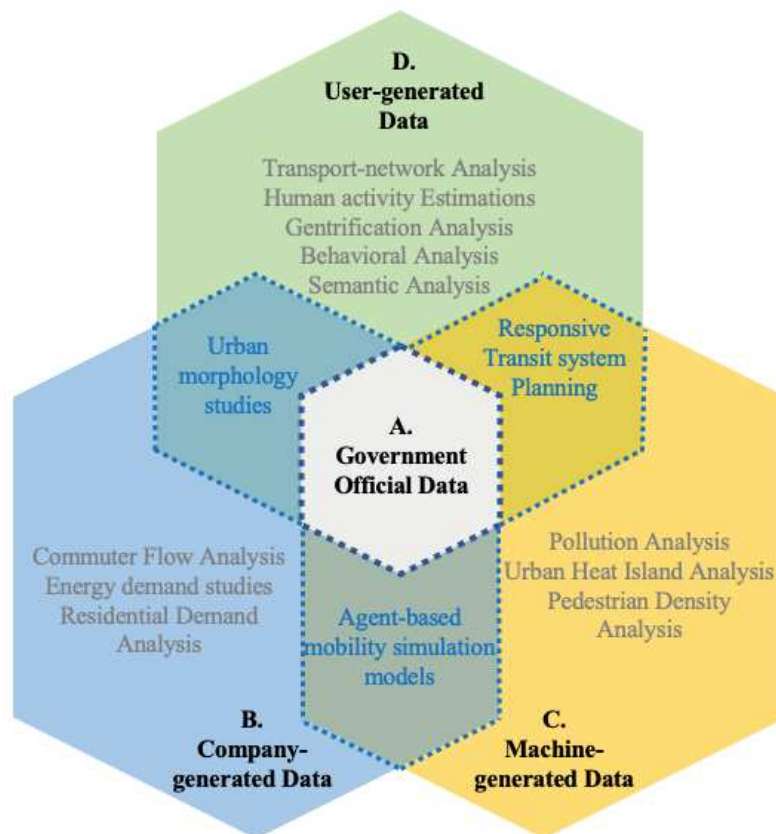 D.
User-generated
Data
Transport-network Analysis
Human activity Estimations
Gentrification Analysis
Behavioral Analysis
Semantic Analysis
Urban
morphology
studies
Responsive
Transit system
Planning
A.
Government
Official Data
Commuter Flow Analysis
Energy demand studies
Residential Demand
Analysis
Pollution Analysis
Urban Heat Island Analysis
Pedestrian Density
Analysis
Agent-based
mobility simulation
models
B.
Company-
generated Data
C.
Machine-
generated Data